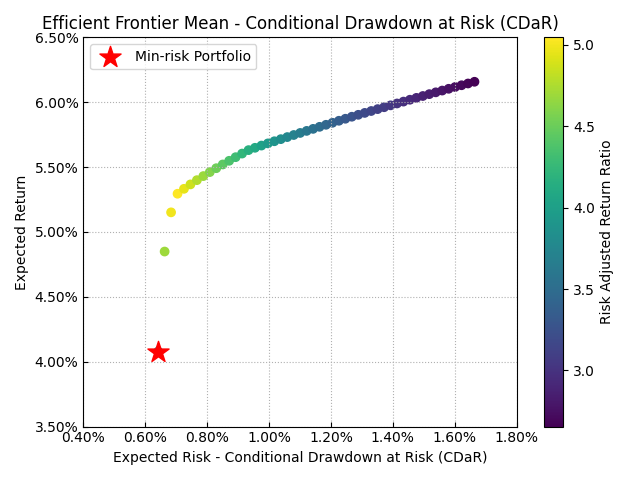 Efficient Frontier Mean - Conditional Drawdown at Risk (CDaR)
Min-risk Portfolio
6.50%
6.00%
5.50%
5.00%
4.50%
4.00%
3.50%
Expected Return
0.40% 0.60% 0.80% 1.00% 1.20% 1.40% 1.60% 1.80%
Expected Risk - Conditional Drawdown at Risk (CDaR)
5.0
4.5
4.0
3.5
3.0
Risk Adjusted Return Ratio